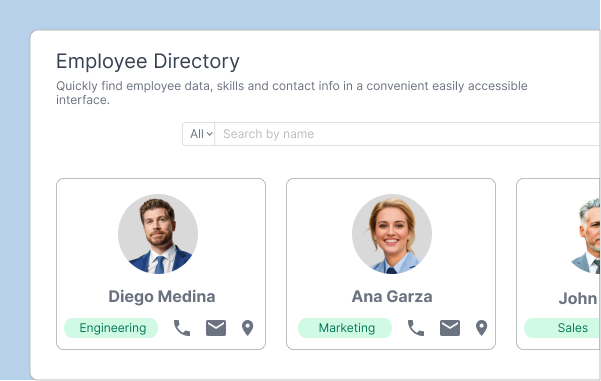 Employee Directory
Quickly find employee data, skills and contact info in a convenient easily accessible
interface.
All Search by name
Diego Medina Ana Garza John
Engineering Marketing Sales